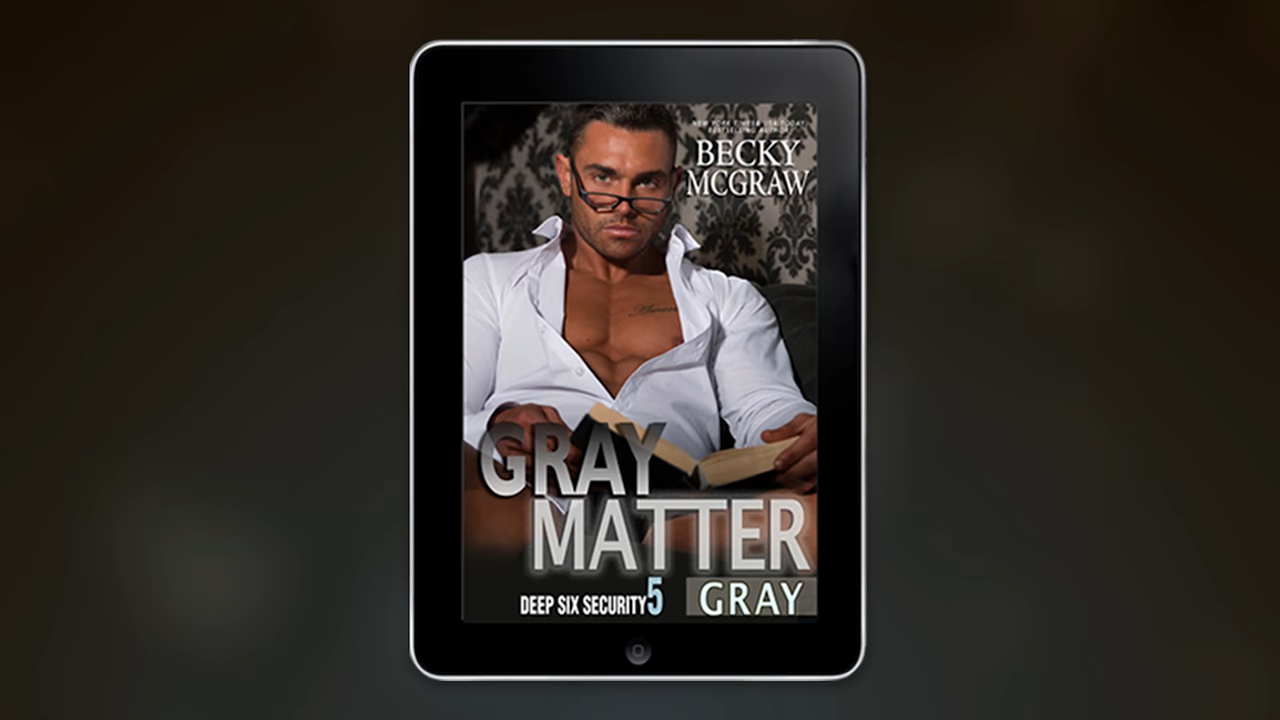 NEW YORK TIMES & USA TODAY
BESTSELLING AUTHOR
BECKY
MCGRAW
GRAY
MATTER
DEEP SIX SECURITY 5
GRAY